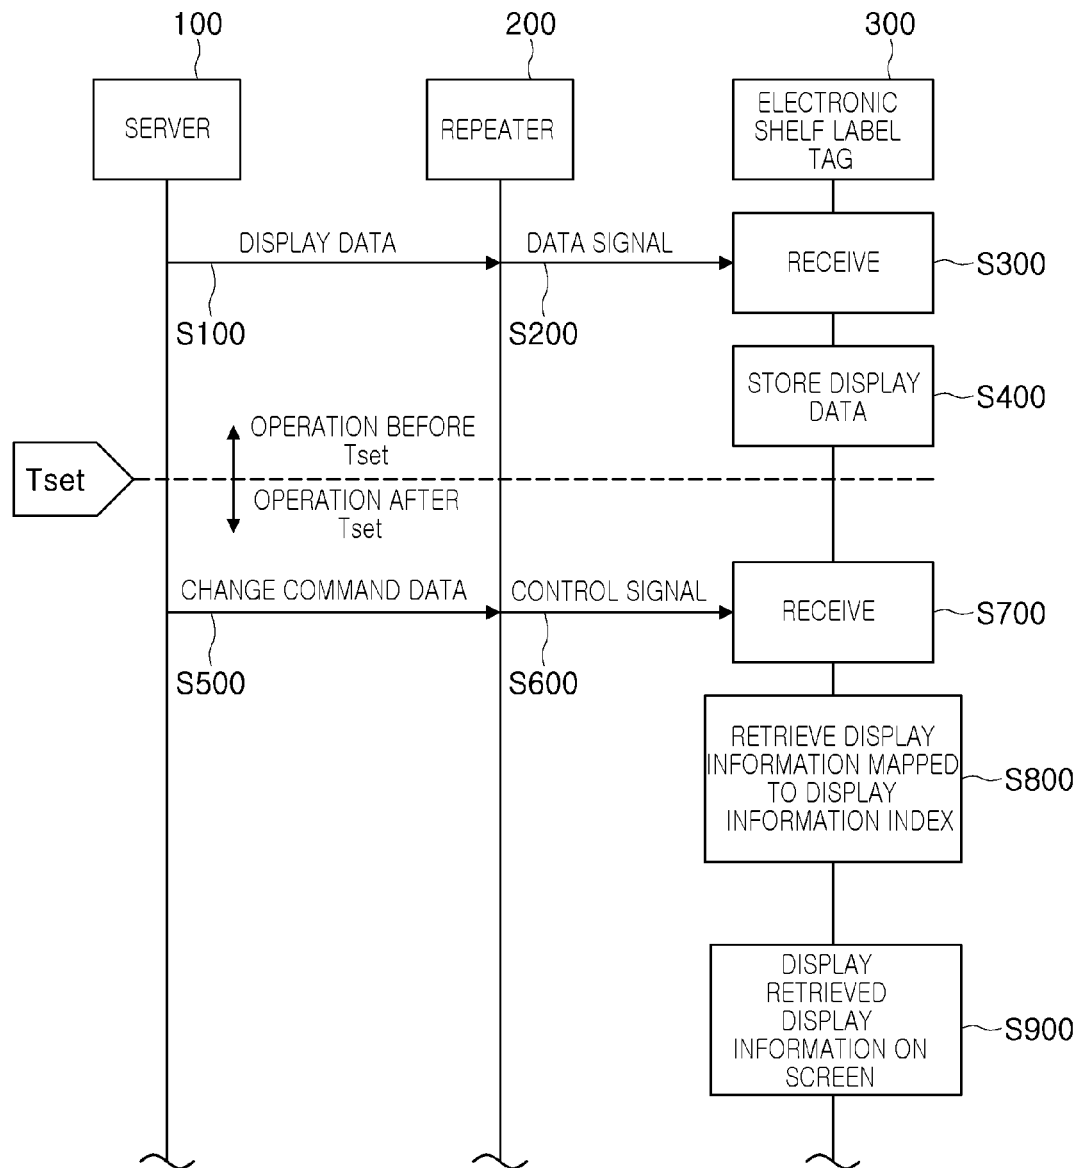 100
200
300
SERVER
REPEATER
ELECTRONIC
SHELF LABEL
TAG
DISPLAY DATA
DATA SIGNAL
RECEIVE
S300
S100
S200
STORE DISPLAY
DATA
S400
OPERATION BEFORE
Tset
Tset
OPERATION AFTER
Tset
CHANGE COMMAND DATA
CONTROL SIGNAL
RECEIVE
S700
S500
S600
RETRIEVE DISPLAY
INFORMATION MAPPED
TO DISPLAY
INFORMATION INDEX
S800
DISPLAY
RETRIEVED
DISPLAY
INFORMATION ON
SCREEN
S900